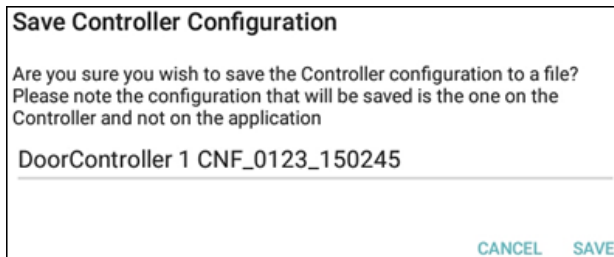 Save Controller Configuration
Are you sure you wish to save the Controller configuration to a file?
Please note the configuration that will be saved is the one on the
Controller and not on the application
DoorController 1 CNF_0123_150245
CANCEL SAVE